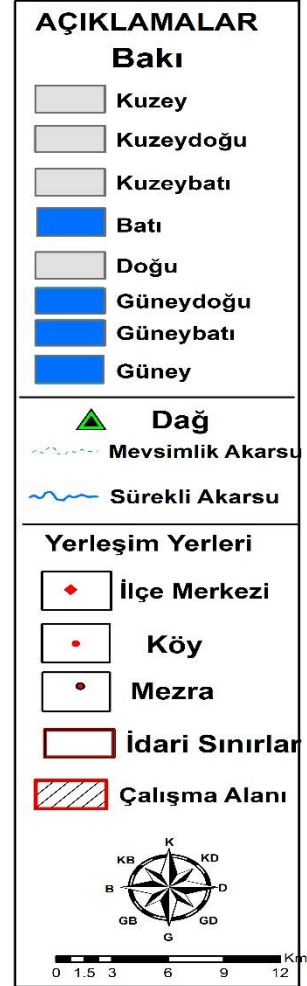 AÇIKLAMALAR
Bakı
Kuzey
Kuzeydoğu
Kuzeybatı
Batı
Doğu
Güneydoğu
Güneybatı
Güney
Dağ
Mevsimlik Akarsu
Sürekli Akarsu
Yerleşim Yerleri
İlçe Merkezi
Köy
Mezra
İdari Sınırlar
Çalışma Alanı
K
KB KD
B D
GB GD
G
Km
0 1.5 3 6 9 12